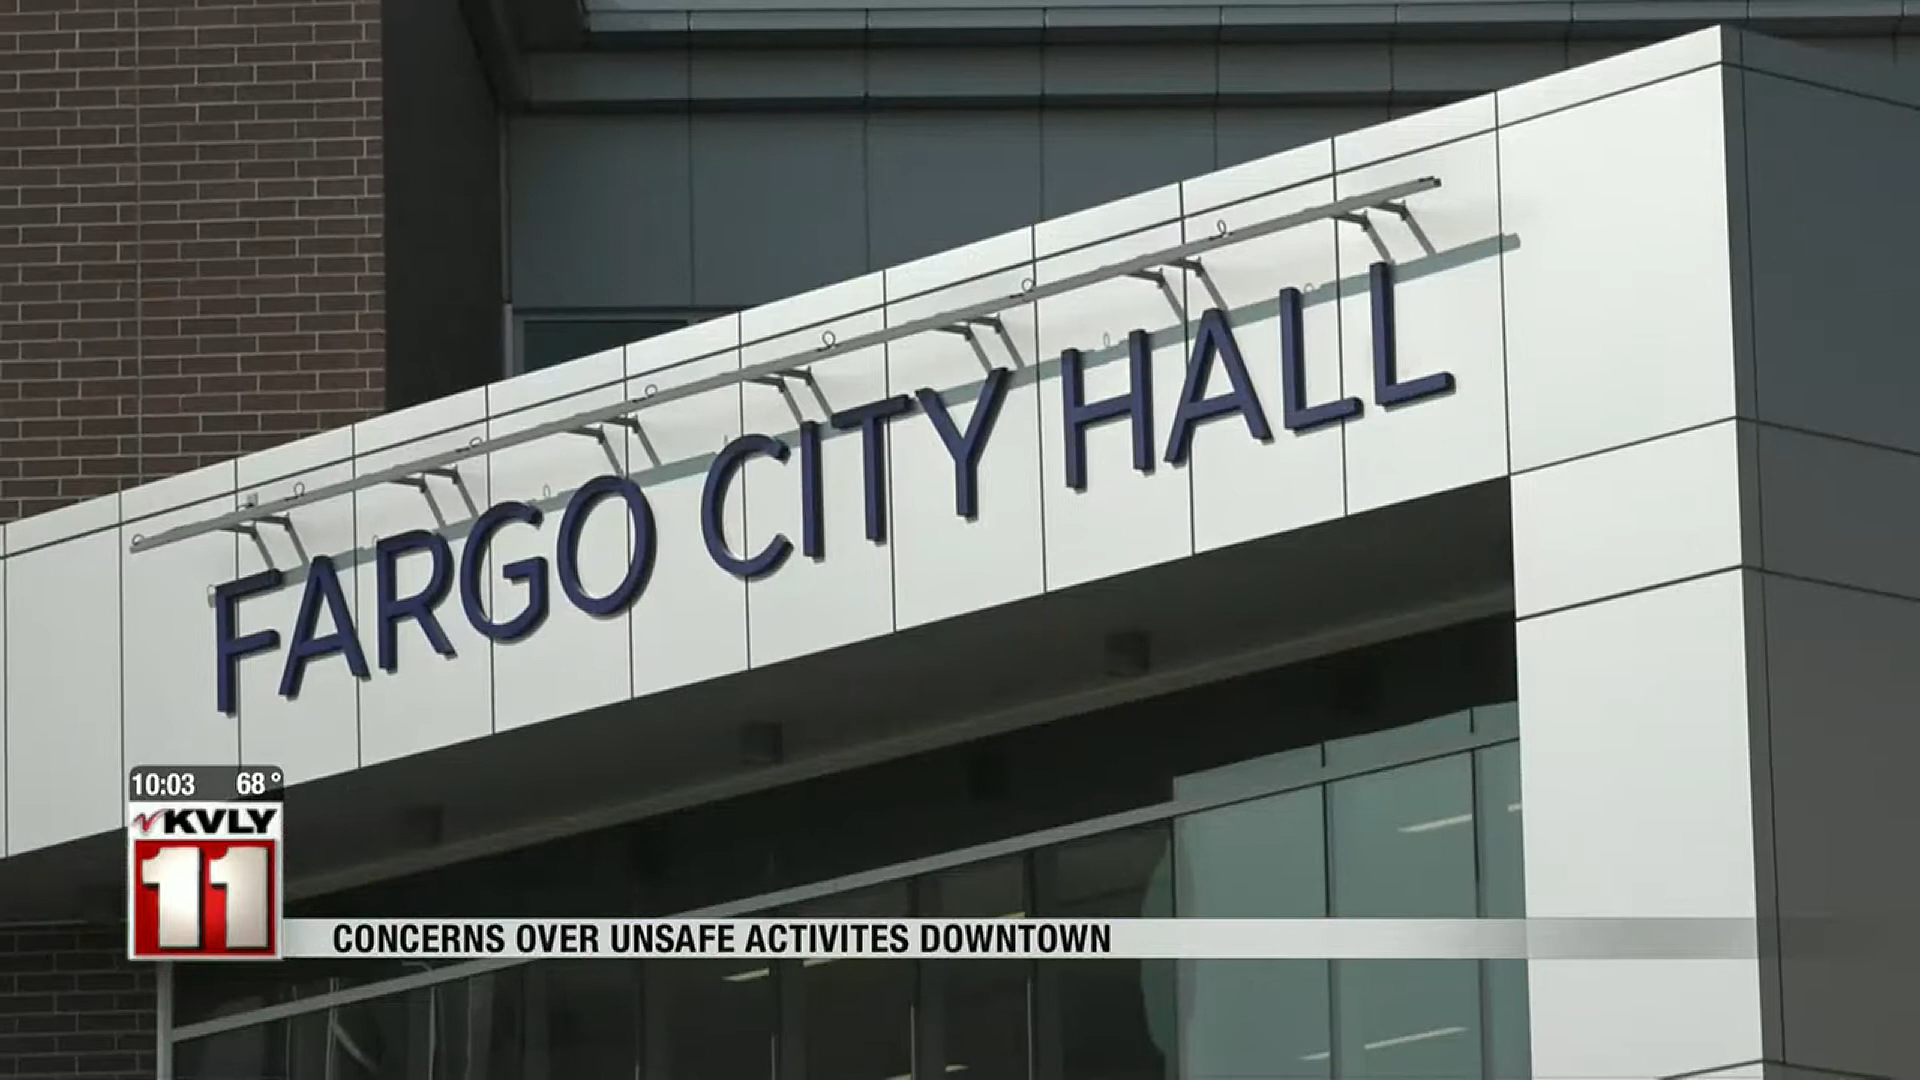 FARGO CITY HALL
10:03 68°
KVLY
11
CONCERNS OVER UNSAFE ACTIVITES DOWNTOWN